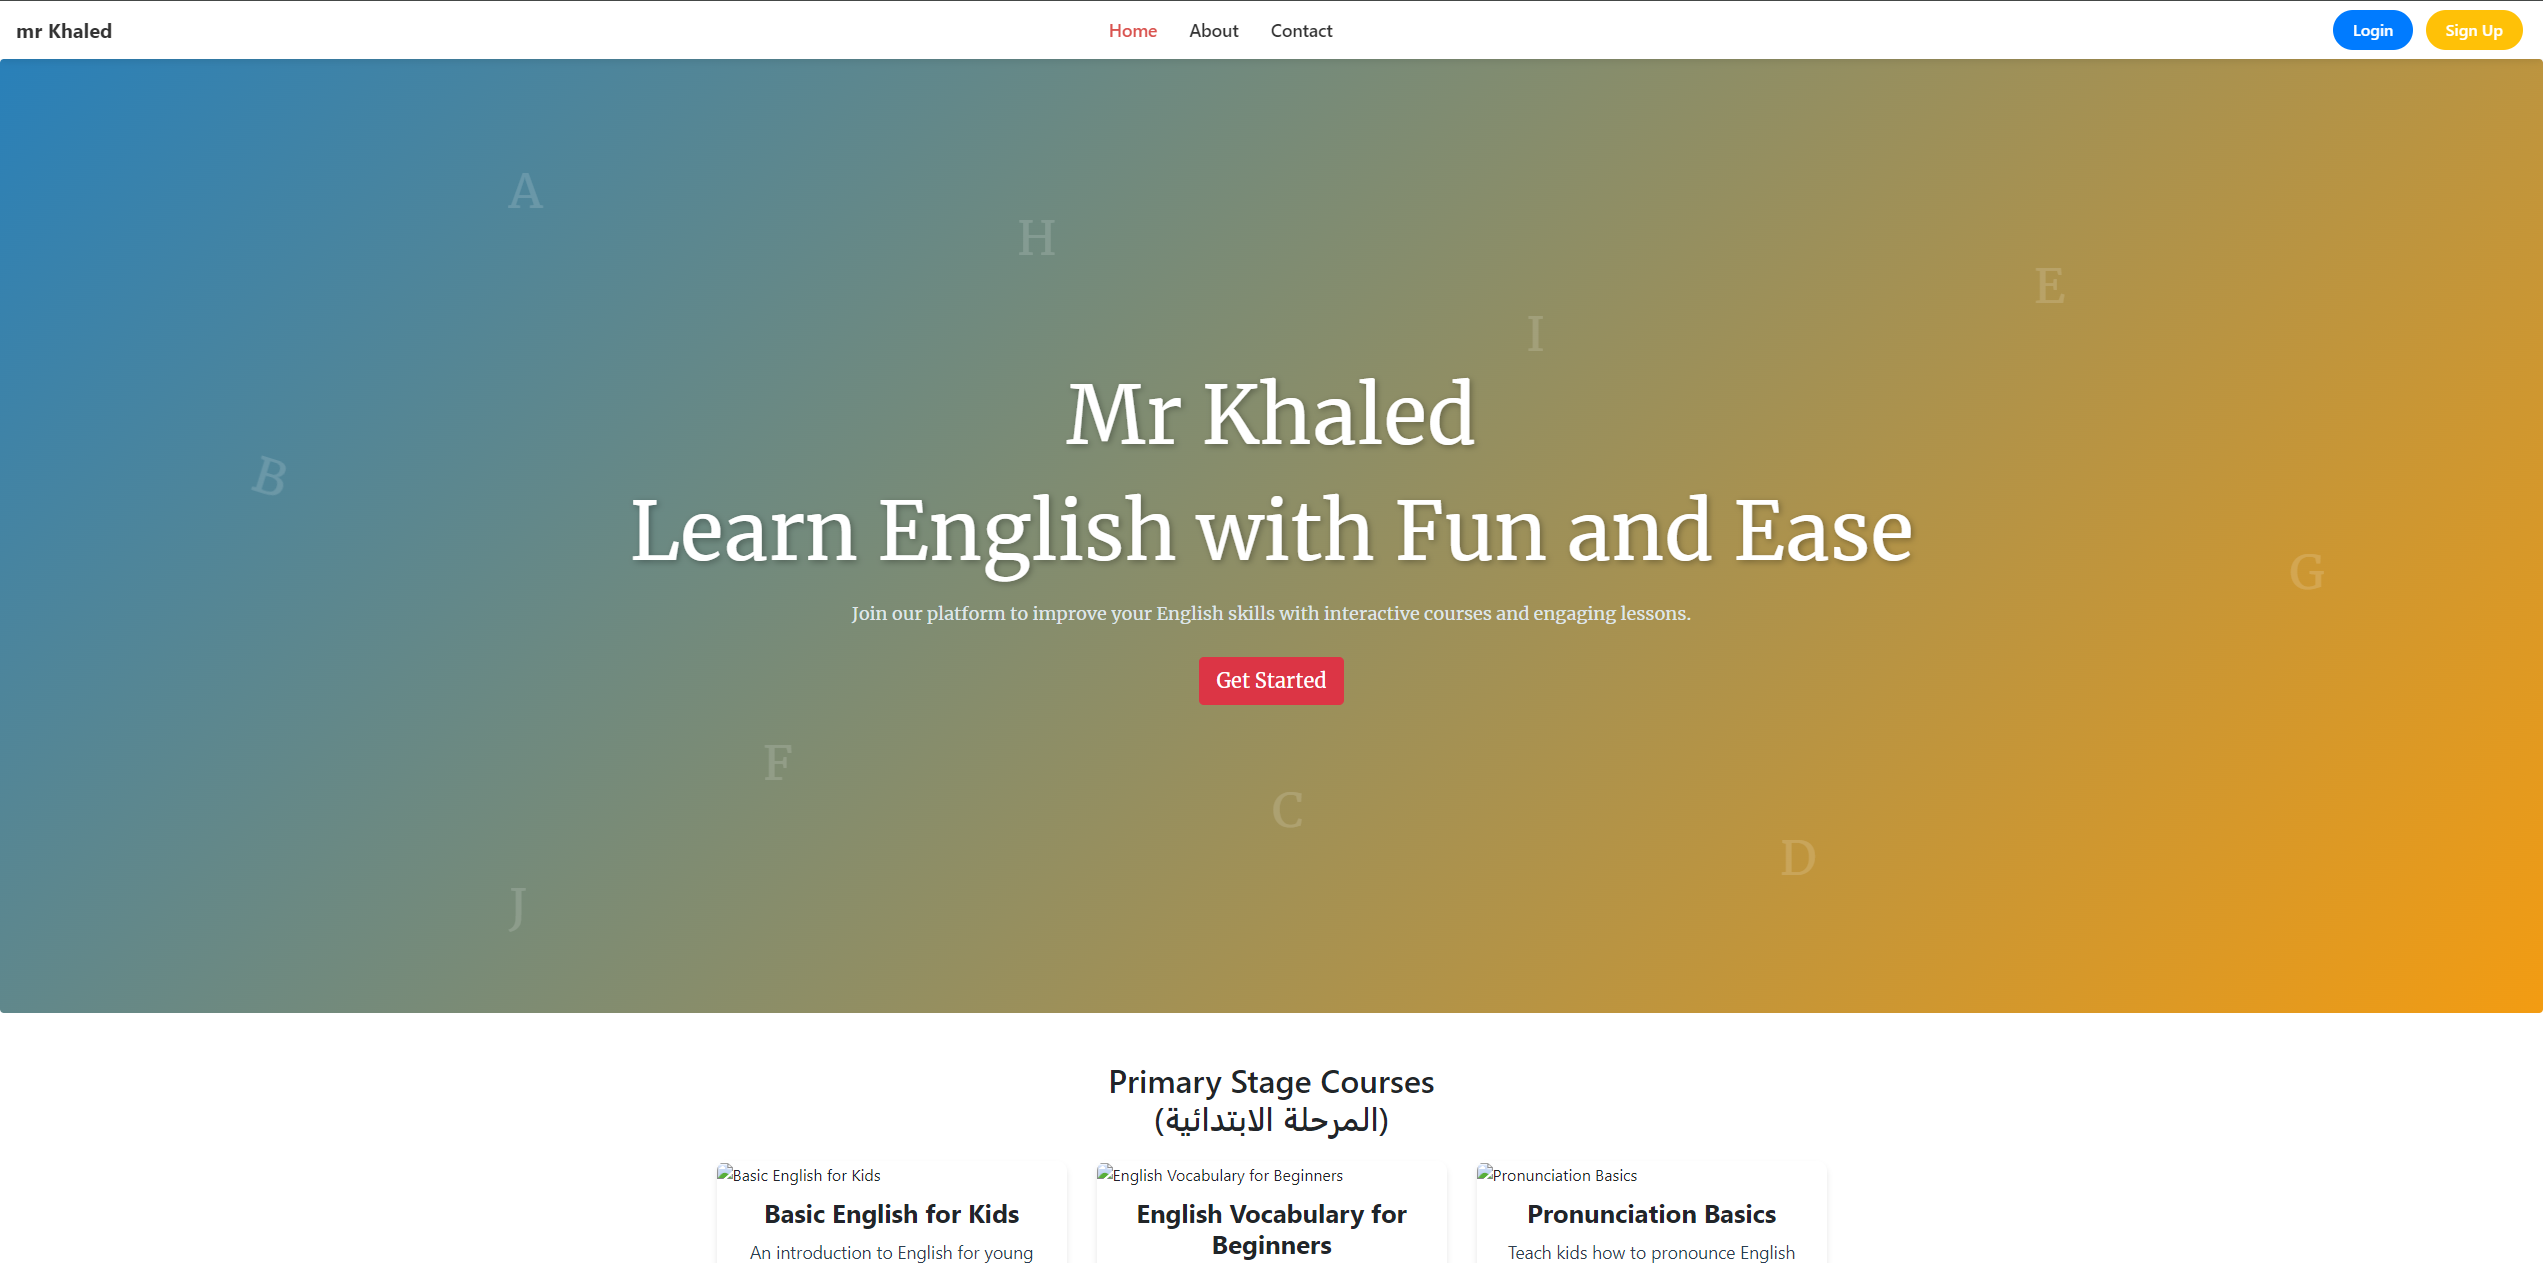 mr Khaled
Home About Contact
Login Sign Up
A
H
E
I
Mr Khaled
B
Learn English with Fun and Ease
G
Join our platform to improve your English skills with interactive courses and engaging lessons.
Get Started
F
C
D
J
Primary Stage Courses
(المرحلة الابتدائية)
Basic English for Kids
English Vocabulary for Beginners
Pronunciation Basics
Basic English for Kids
An introduction to English for young
English Vocabulary for
Beginners
Pronunciation Basics
Teach kids how to pronounce English